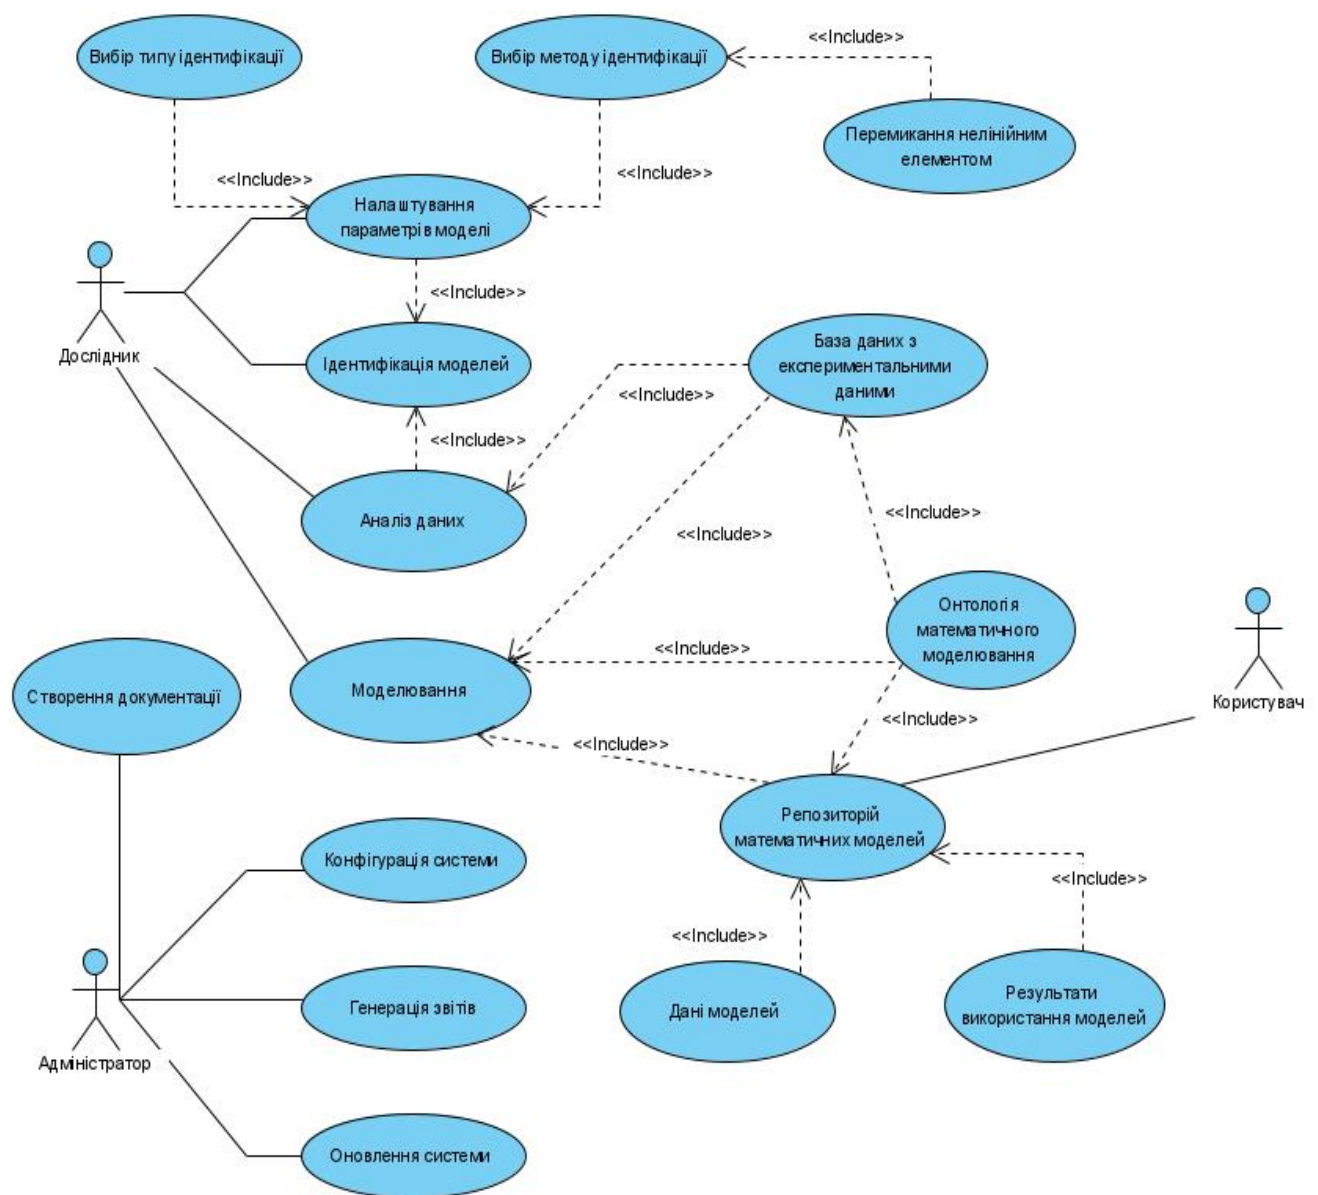 <<Include>>
Вибір типу ідентифікації
Вибір методу ідентифікації
Перемикання нелінійним
елементом
<<Include>>
<<Include>>
Налаштування
параметрів моделі
<<Include>>
Дослідник
Ідентифікація моделей
База даних з
експериментальними
даними
<<Include>>
<<Include>>
Аналіз даних
<<Include>>
<<Include>>
Онтологія
математичного
моделювання
<<Include>>
Створення документації
Моделювання
Користувач
<<Include>>
<<Include>>
Репозиторій
математичних моделей
Конфігурація системи
<<Include>>
<<Include>>
Генерація звітів
Дані моделей
Результати
використання моделей
Адміністратор
Оновлення системи